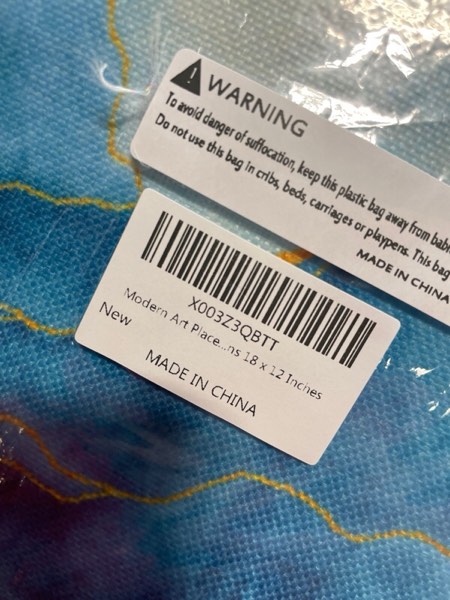 WARNING
To avoid danger of suffocation, keep this plastic bag away from
Do not use this bag in cribs, beds, carriages or playpens. This bag
MADE IN CHINA
X003Z3QBTT
Modern Art Place...ns 18 x 12 Inches
New
MADE IN CHINA